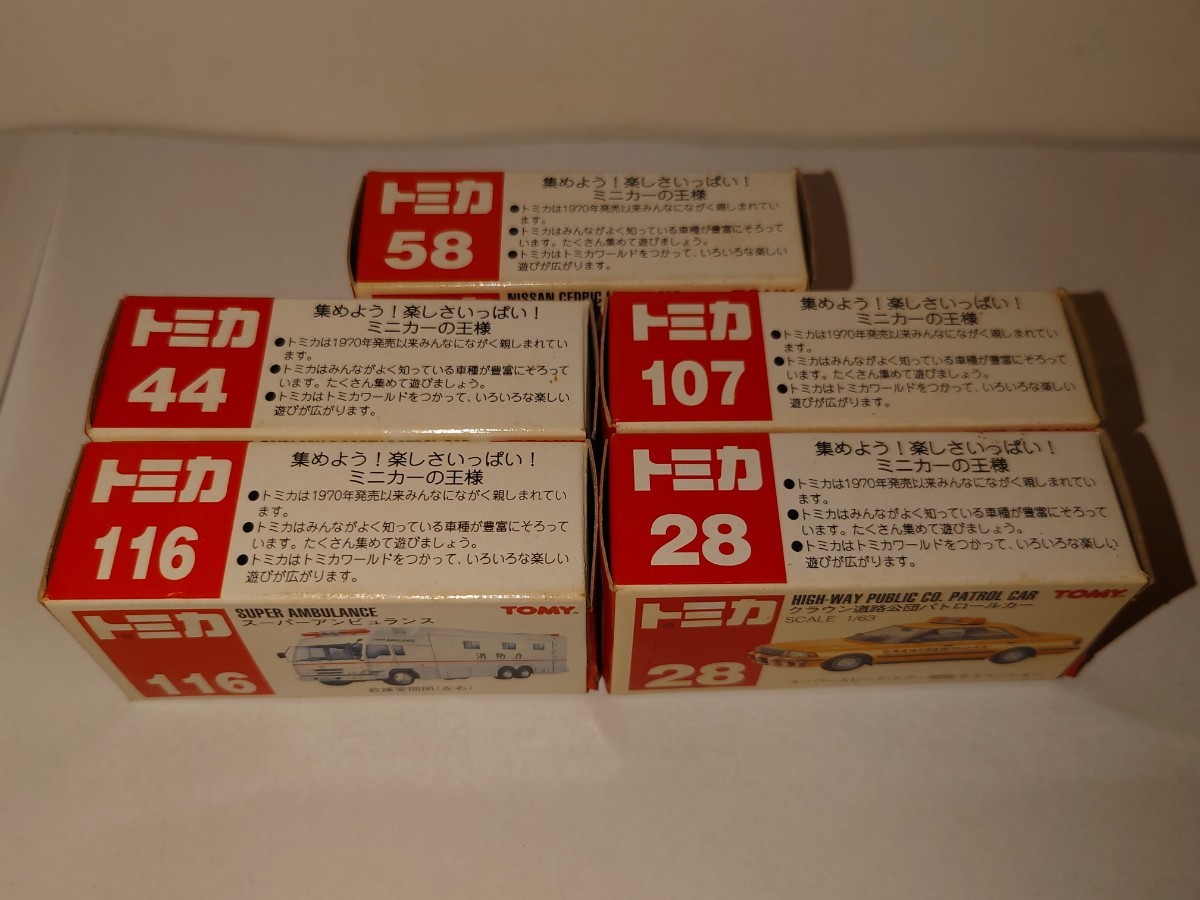 トミカ
58
集めよう！楽しさいっぱい！
ミニカーの王様
●トミカは1970年発売以来みんなにながく親しまれてい
ます。
●トミカはみんながよく知っている車種が豊富にそろって
います。たくさん集めて遊びましょう。
●トミカはトミカワールドをつかって、いろいろな楽しい
遊びが広がります。
NISSAN CEDRIC
トミカ
44
集めよう！楽しさいっぱい！
ミニカーの王様
●トミカは1970年発売以来みんなにながく親しまれてい
ます。
●トミカはみんながよく知っている車種が豊富にそろって
います。たくさん集めて遊びましょう。
●トミカはトミカワールドをつかって、いろいろな楽しい
遊びが広がります。
トミカ
107
集めよう！楽しさいっぱい！
ミニカーの王様
●トミカは1970年発売以来みんなにながく親しまれてい
ます。
●トミカはみんながよく知っている車種が豊富にそろって
います。たくさん集めて遊びましょう。
●トミカはトミカワールドをつかって、いろいろな楽しい
遊びが広がります。
トミカ
116
集めよう！楽しさいっぱい！
ミニカーの王様
●トミカは1970年発売以来みんなにながく親しまれてい
ます。
●トミカはみんながよく知っている車種が豊富にそろって
います。たくさん集めて遊びましょう。
●トミカはトミカワールドをつかって、いろいろな楽しい
遊びが広がります。
トミカ
116
SUPER AMBULANCE
TOMY
スーパーアンビュランス
消防庁
救護室開閉(左右)
トミカ
28
集めよう！楽しさいっぱい！
ミニカーの王様
●トミカは1970年発売以来みんなにながく親しまれてい
ます。
●トミカはみんながよく知っている車種が豊富にそろって
います。たくさん集めて遊びましょう。
●トミカはトミカワールドをつかって、いろいろな楽しい
遊びが広がります。
トミカ
28
HIGH-WAY PUBLIC CO. PATROL CAR
TOMY
クラウン道路公団パトロールカー
SCALE 1/63